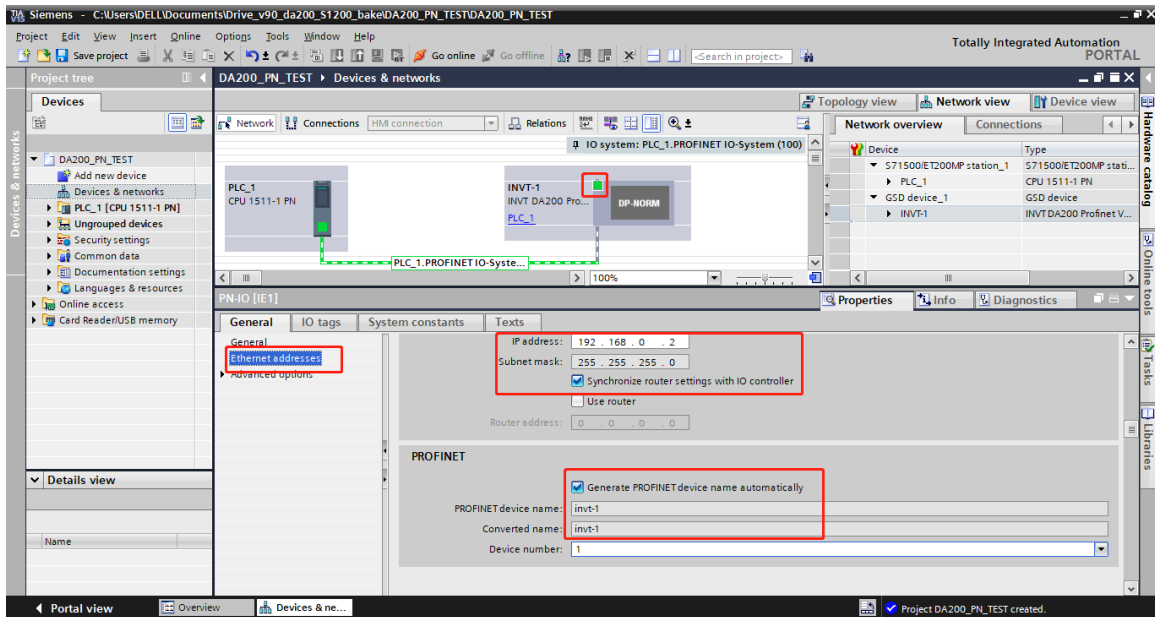 Siemens - C:\Users\DELL\Documents\Drive_v90_da200_S1200_bake\DA200_PN_TEST\DA200_PN_TEST
Project Edit View Insert Online Options Tools Window Help
Totally Integrated Automation
PORTAL
Save project Go online Go offline <Search in project>
Project tree
DA200_PN_TEST ▸ Devices & networks
Devices
Topology view Network view Device view
Network Connections HMI connection Relations
Network overview Connections
IO system: PLC_1.PROFINET IO-System (100)
Devices & networks
DA200_PN_TEST
Add new device
Devices & networks
PLC_1 [CPU 1511-1 PN]
Ungrouped devices
Security settings
Common data
Documentation settings
Languages & resources
Online access
Card Reader/USB memory
PLC_1
CPU 1511-1 PN
INVT-1
INVT DA200 Pro...
PLC_1
DP-NORM
PLC_1.PROFINET IO-Syste...
100%
Device Type
S71500/ET200MP station_1 S71500/ET200MP stati...
PLC_1 CPU 1511-1 PN
GSD device_1 GSD device
INVT-1 INVT DA200 Profinet V...
Hardware catalog
Online tools
Tasks
Libraries
PN-IO [IE1]
Properties Info Diagnostics
General IO tags System constants Texts
General
Ethernet addresses
Advanced options
IP address: 192 . 168 . 0 . 2
Subnet mask: 255 . 255 . 255 . 0
Synchronize router settings with IO controller
Use router
Router address: 0 . 0 . 0 . 0
PROFINET
Generate PROFINET device name automatically
PROFINET device name: invt-1
Converted name: invt-1
Device number: 1
Details view
Name
Portal view Overview Devices & ne...
Project DA200_PN_TEST created.